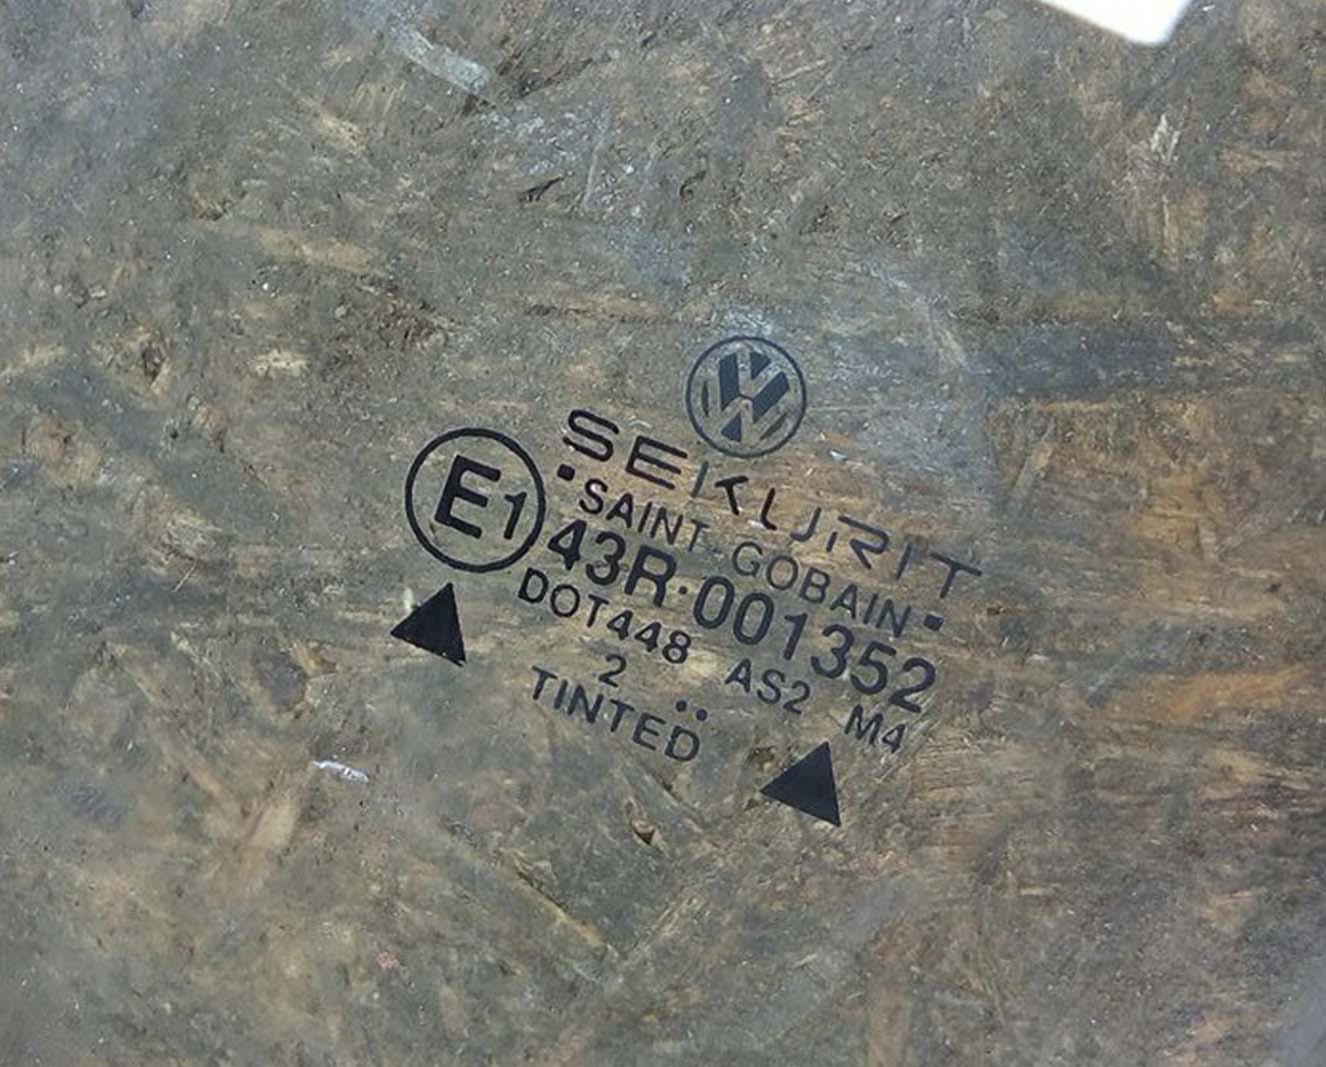 SEKURIT
SAINT-GOBAIN
E1 43R·001352
DOT448 AS2 M4
2 ..
TINTED